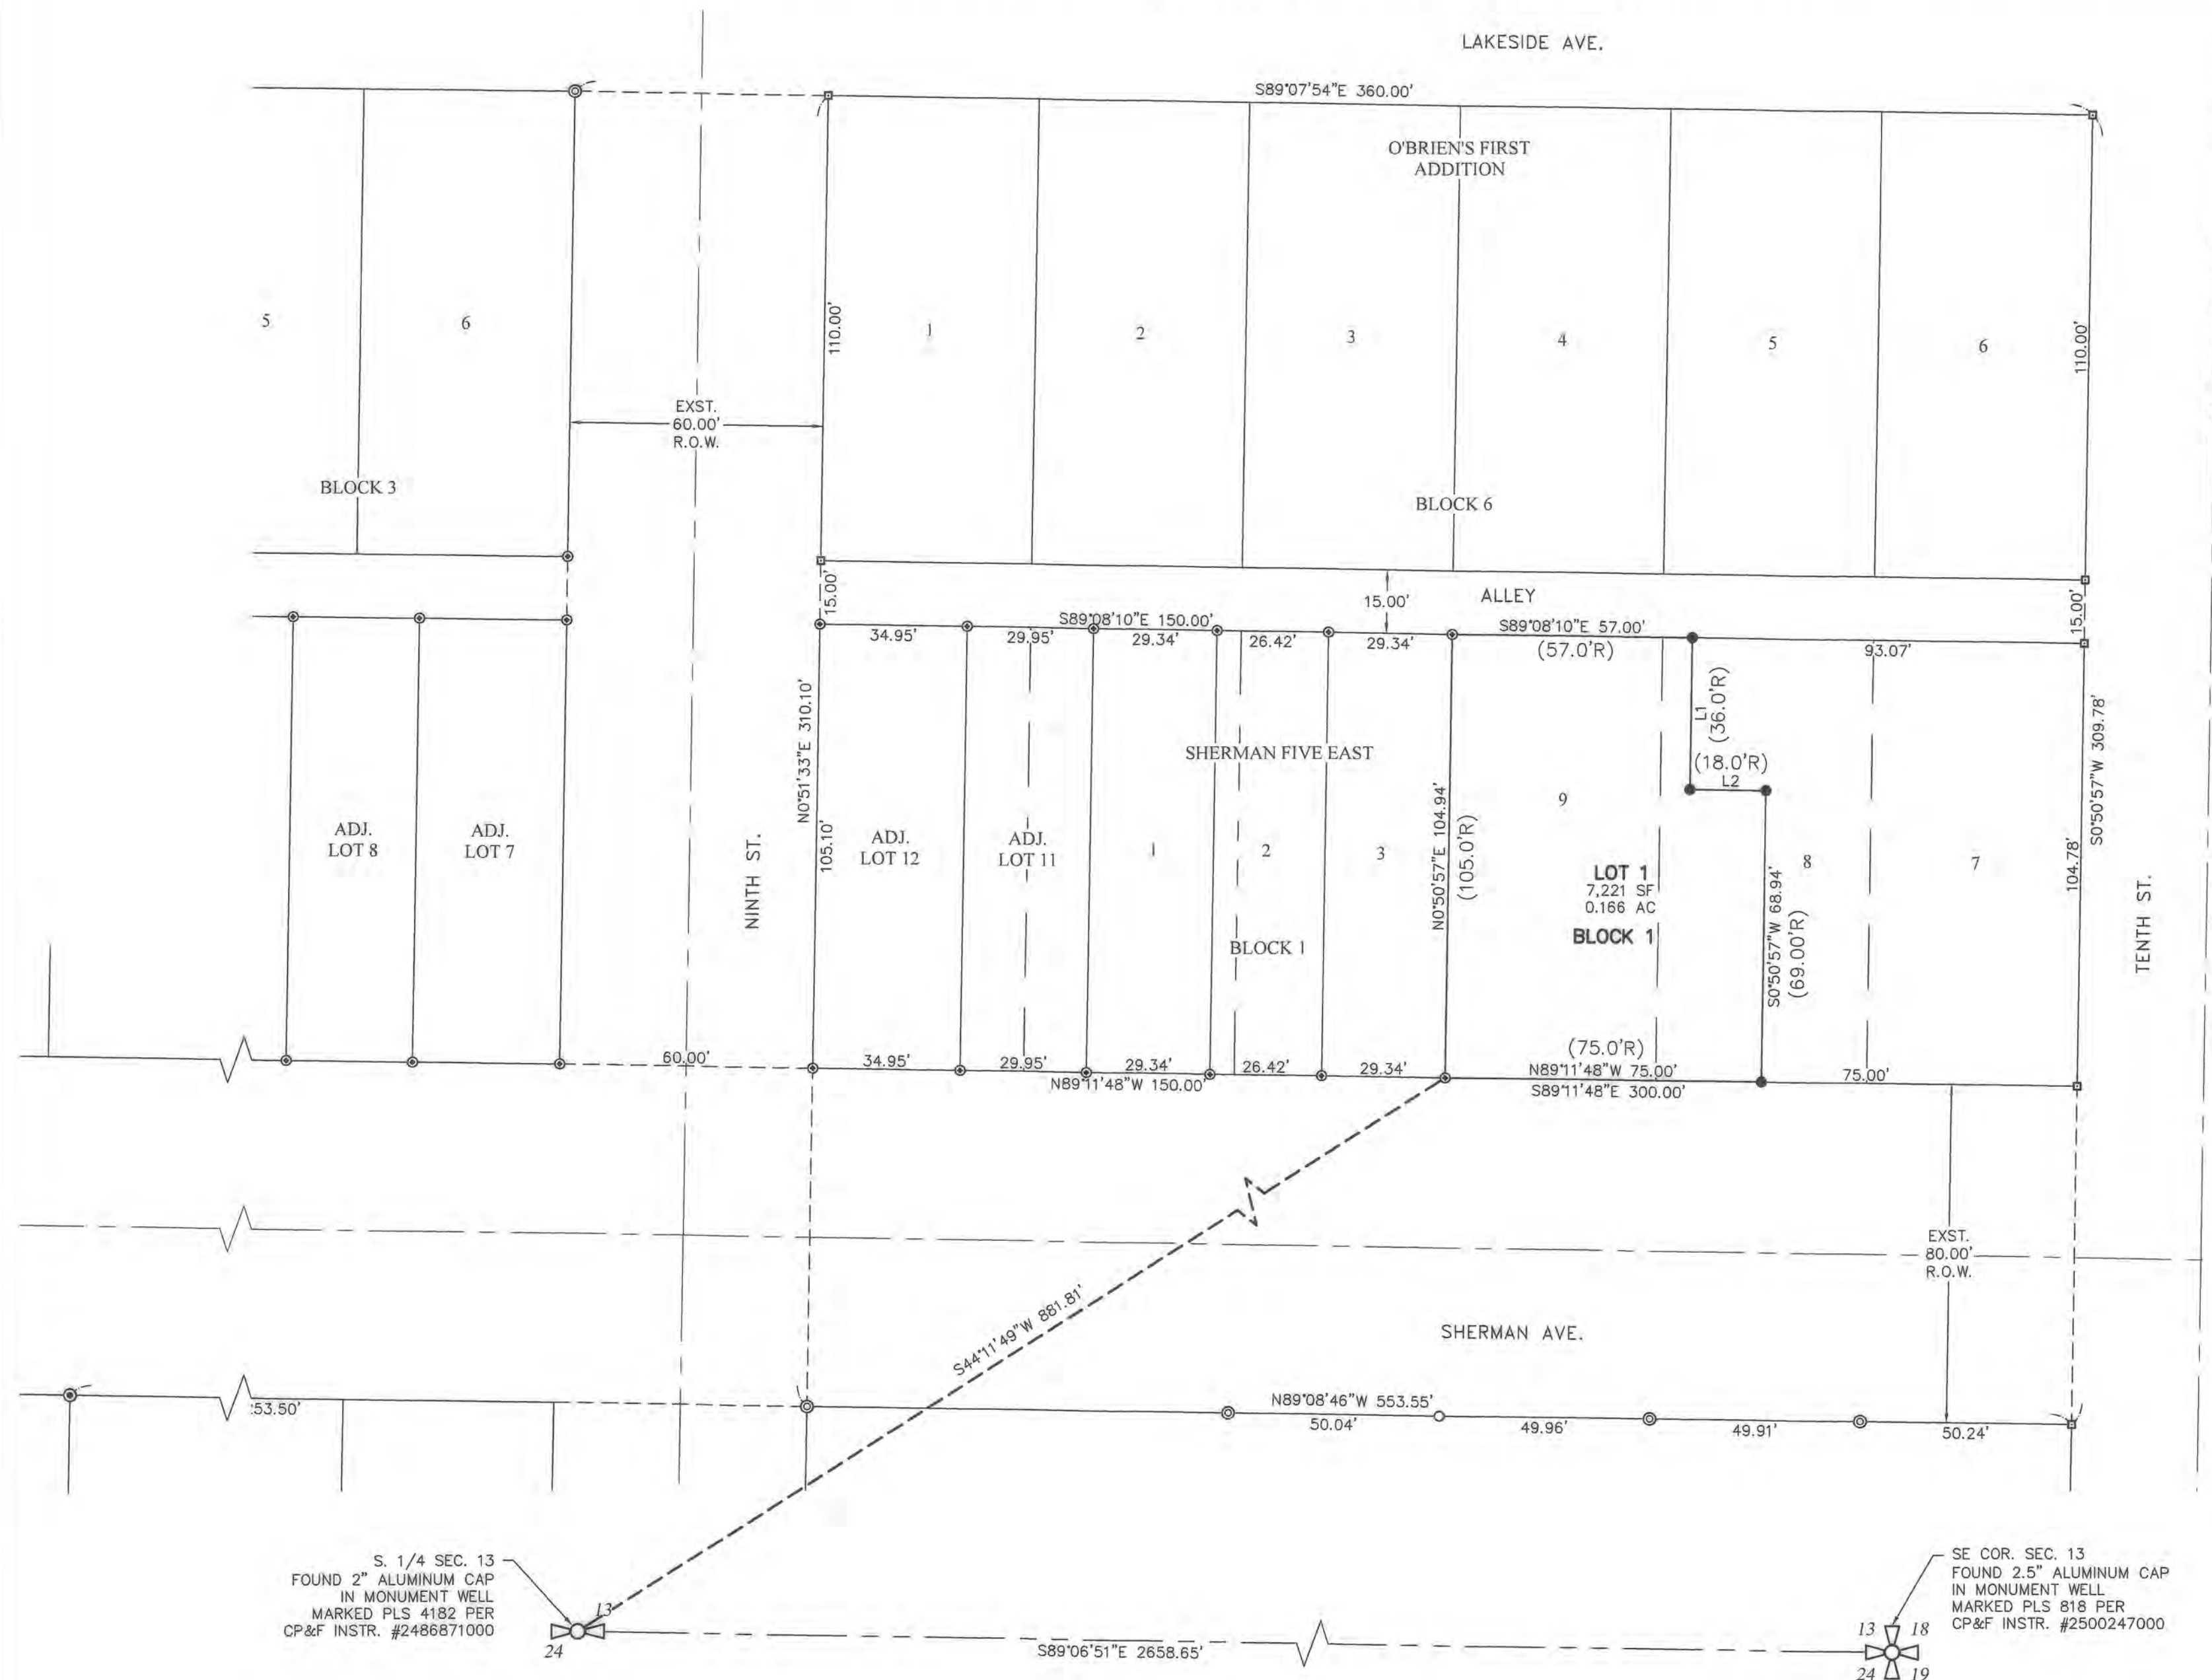 LAKESIDE AVE.
S89°07'54"E 360.00'
O'BRIEN'S FIRST
ADDITION
5
6
1
2
3
4
5
6
110.00'
110.00'
EXST.
60.00'
R.O.W.
BLOCK 3
BLOCK 6
15.00'
15.00'
ALLEY
15.00'
S89°08'10"E 150.00'
34.95'
29.95'
29.34'
26.42'
29.34'
S89°08'10"E 57.00'
(57.0'R)
93.07'
L1
(36.0'R)
(18.0'R)
L2
N0°51'33"E 310.10'
105.10'
SHERMAN FIVE EAST
N0°50'57"E 104.94'
(105.0'R)
S0°50'57"W 309.78'
104.78'
ADJ.
LOT 8
ADJ.
LOT 7
NINTH ST.
ADJ.
LOT 12
ADJ.
LOT 11
1
2
3
9
8
7
LOT 1
7,221 SF
0.166 AC
BLOCK 1
BLOCK 1
S0°50'57"W 68.94'
(69.00'R)
TENTH ST.
60.00'
34.95'
29.95'
29.34'
26.42'
29.34'
N89°11'48"W 150.00'
(75.0'R)
N89°11'48"W 75.00'
S89°11'48"E 300.00'
75.00'
EXST.
80.00'
R.O.W.
S44°11'49"W 881.81'
SHERMAN AVE.
53.50'
N89°08'46"W 553.55'
50.04'
49.96'
49.91'
50.24'
S. 1/4 SEC. 13
FOUND 2" ALUMINUM CAP
IN MONUMENT WELL
MARKED PLS 4182 PER
CP&F INSTR. #2486871000
13
24
S89°06'51"E 2658.65'
SE COR. SEC. 13
FOUND 2.5" ALUMINUM CAP
IN MONUMENT WELL
MARKED PLS 818 PER
CP&F INSTR. #2500247000
13 18
24 19